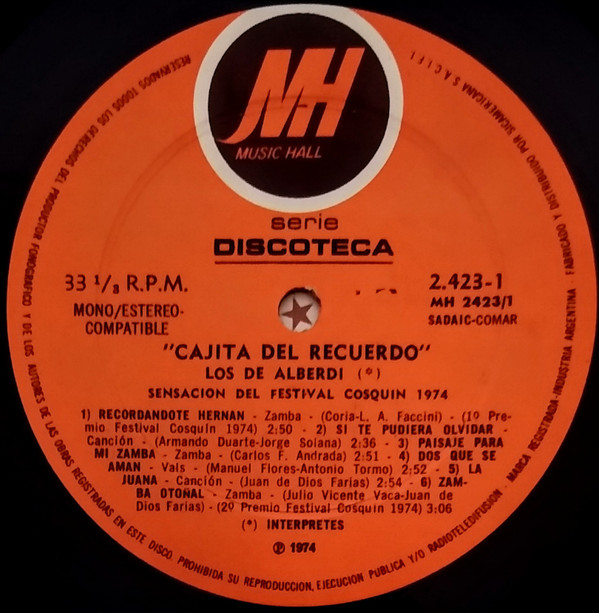 MH
MUSIC HALL
serie
DISCOTECA
33 1/3 R.P.M.
MONO/ESTEREO-
COMPATIBLE
2.423-1
MH 2423/1
SADAIC-COMAR
"CAJITA DEL RECUERDO"
LOS DE ALBERDI (*)
SENSACION DEL FESTIVAL COSQUIN 1974
1) RECORDANDOTE HERNAN - Zamba - (Coria-L. A. Faccini) - (1º Pre-
mio Festival Cosquin 1974) 2:50 - 2) SI TE PUDIERA OLVIDAR -
Canción - (Armando Duarte-Jorge Solana) 2:36 - 3) PAISAJE PARA
MI ZAMBA - Zamba - (Carlos F. Andrada) 2:51 - 4) DOS QUE SE
AMAN - Vals - (Manuel Flores-Antonio Tormo) 2:52 - 5) LA
JUANA - Canción - (Juan de Dios Farias) 2:54 - 6) ZAM-
BA OTOÑAL - Zamba - (Julio Vicente Vaca-Juan de
Dios Farias) - (2º Premio Festival Cosquin 1974) 3:06
(*) INTERPRETES
℗ 1974
RESERVADOS TODOS LOS DERECHOS DEL PRODUCTOR FONOGRAFICO Y DE LOS AUTORES DE LAS OBRAS REGISTRADAS EN ESTE DISCO. PROHIBIDA SU REPRODUCCION, EJECUCION PUBLICA Y/O RADIOTELEDIFUSION - MARCA REGISTRADA-INDUSTRIA ARGENTINA - FABRICADO Y DISTRIBUIDO POR SICAMERICANA S.A.C.I.F.I.